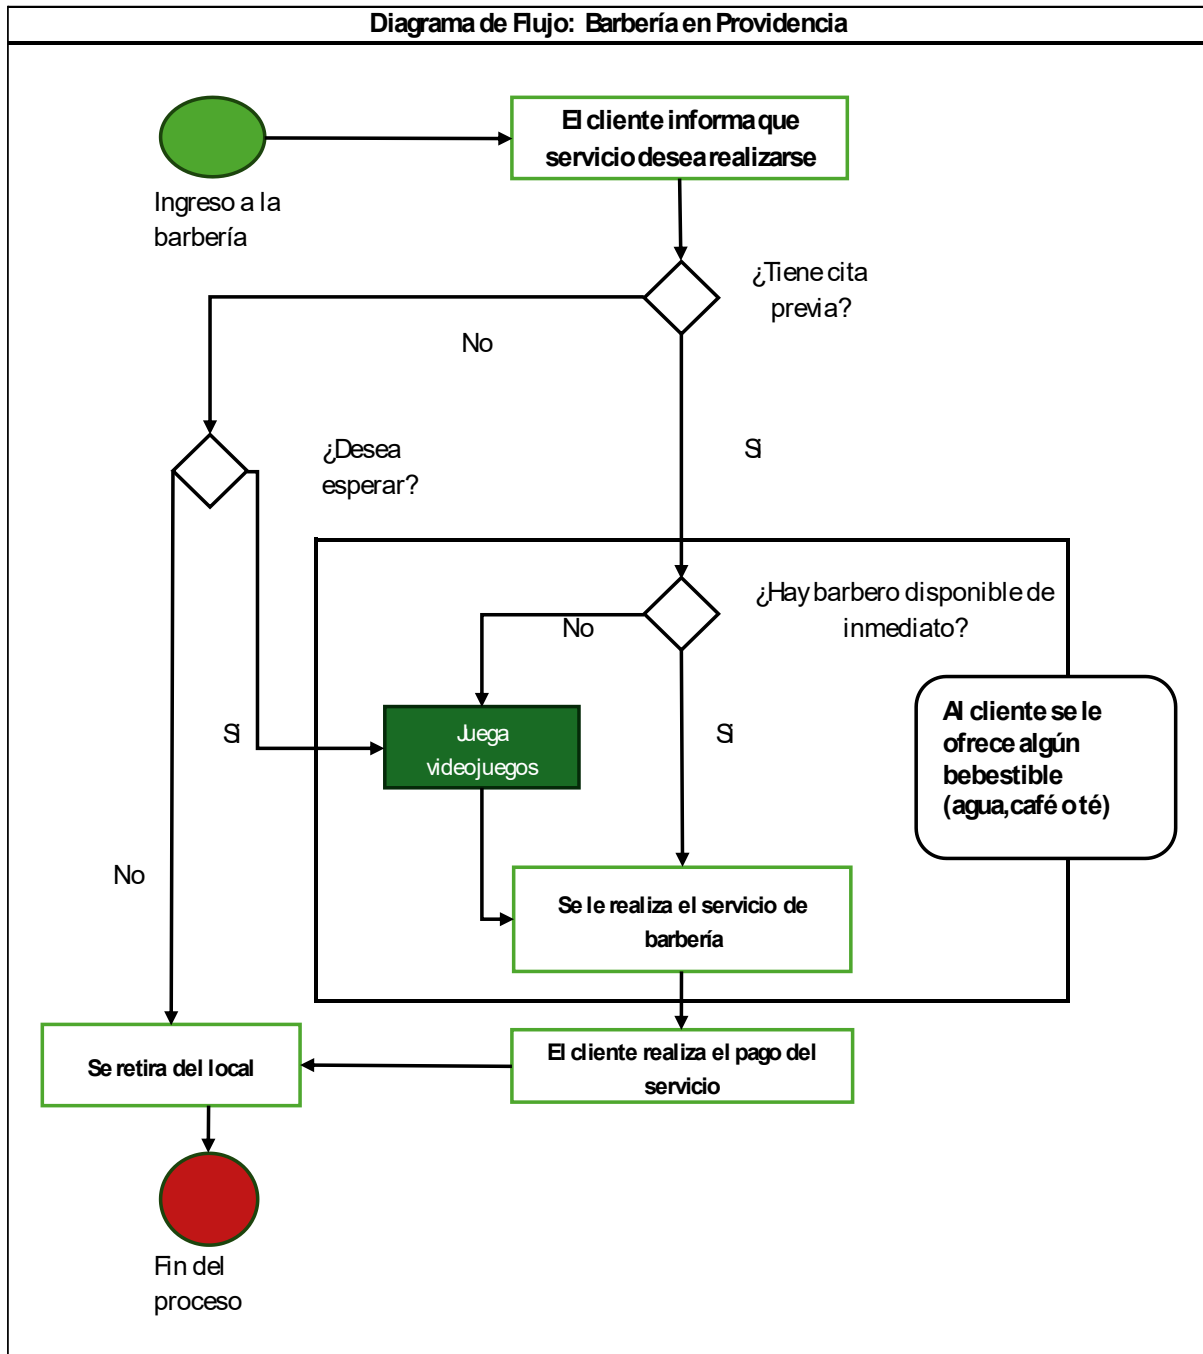 Diagrama de Flujo: Barbería en Providencia
El cliente informa que
servicio desea realizarse
Ingreso a la
barbería
¿Tiene cita
previa?
No
¿Desea
esperar?
Si
¿Hay barbero disponible de
inmediato?
No
Juega
videojuegos
Si
Si
Al cliente se le
ofrece algún
bebestible
(agua,café o té)
No
Se le realiza el servicio de
barbería
Se retira del local
El cliente realiza el pago del
servicio
Fin del
proceso